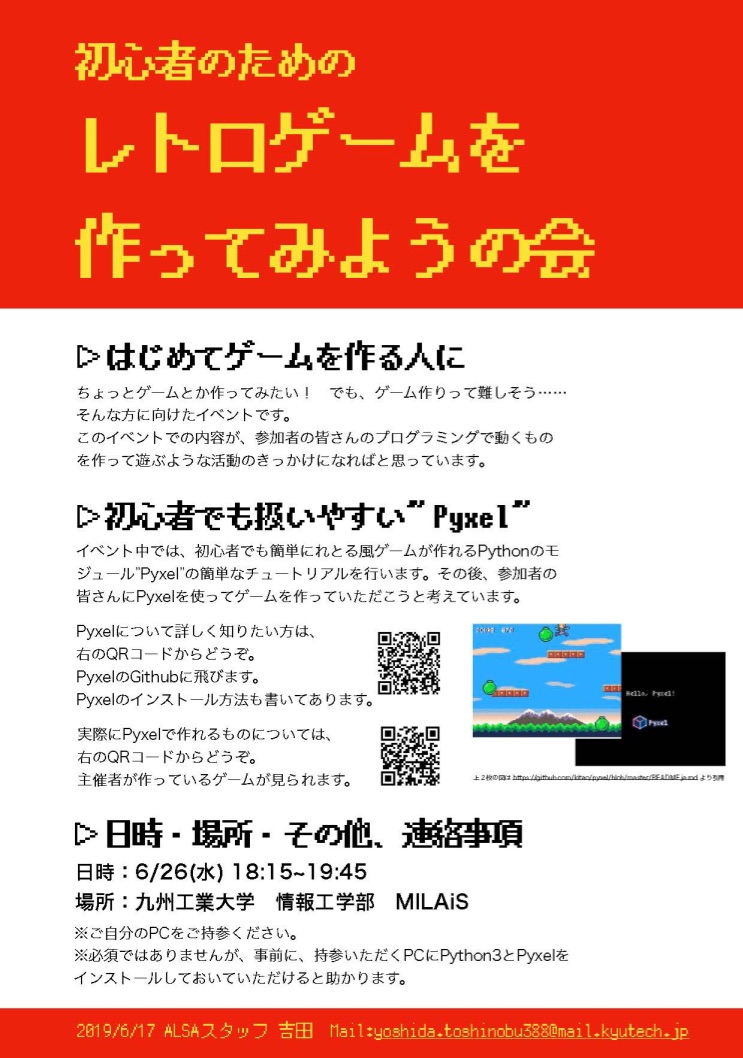 初心者のための
レトロゲームを
作ってみようの会
▷はじめてゲームを作る人に
ちょっとゲームとか作ってみたい！　でも、ゲーム作りって難しそう……
そんな方に向けたイベントです。
このイベントでの内容が、参加者の皆さんのプログラミングで動くもの
を作って遊ぶような活動のきっかけになればと思っています。
▷初心者でも扱いやすい”Pyxel”
イベント中では、初心者でも簡単にれとる風ゲームが作れるPythonのモ
ジュール”Pyxel”の簡単なチュートリアルを行います。その後、参加者の
皆さんにPyxelを使ってゲームを作っていただこうと考えています。
Pyxelについて詳しく知りたい方は、
右のQRコードからどうぞ。
PyxelのGithubに飛びます。
Pyxelのインストール方法も書いてあります。
実際にPyxelで作れるものについては、
右のQRコードからどうぞ。
主催者が作っているゲームが見られます。
Hello, Pyxel!
Pyxel
上２枚の図は https://github.com/kitao/pyxel/blob/master/README.ja.md より引用
▷日時・場所・その他、連絡事項
日時：6/26(水) 18:15~19:45
場所：九州工業大学　情報工学部　MILAiS
※ご自分のPCをご持参ください。
※必須ではありませんが、事前に、持参いただくPCにPython3とPyxelを
インストールしておいていただけると助かります。
2019/6/17 ALSAスタッフ 吉田　Mail:yoshida.toshinobu388@mail.kyutech.jp